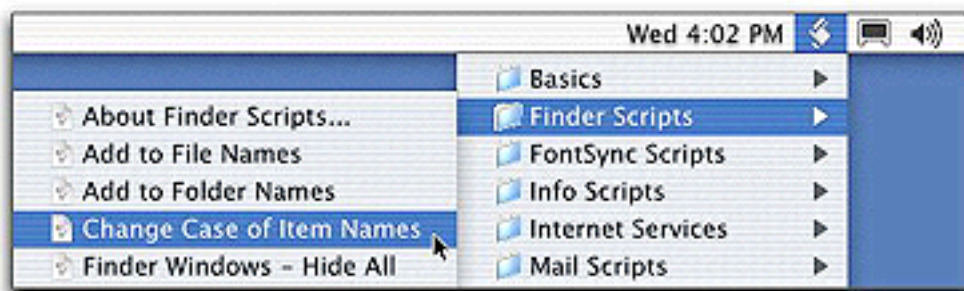 Wed 4:02 PM
Basics
Finder Scripts
FontSync Scripts
Info Scripts
Internet Services
Mail Scripts
About Finder Scripts...
Add to File Names
Add to Folder Names
Change Case of Item Names
Finder Windows - Hide All